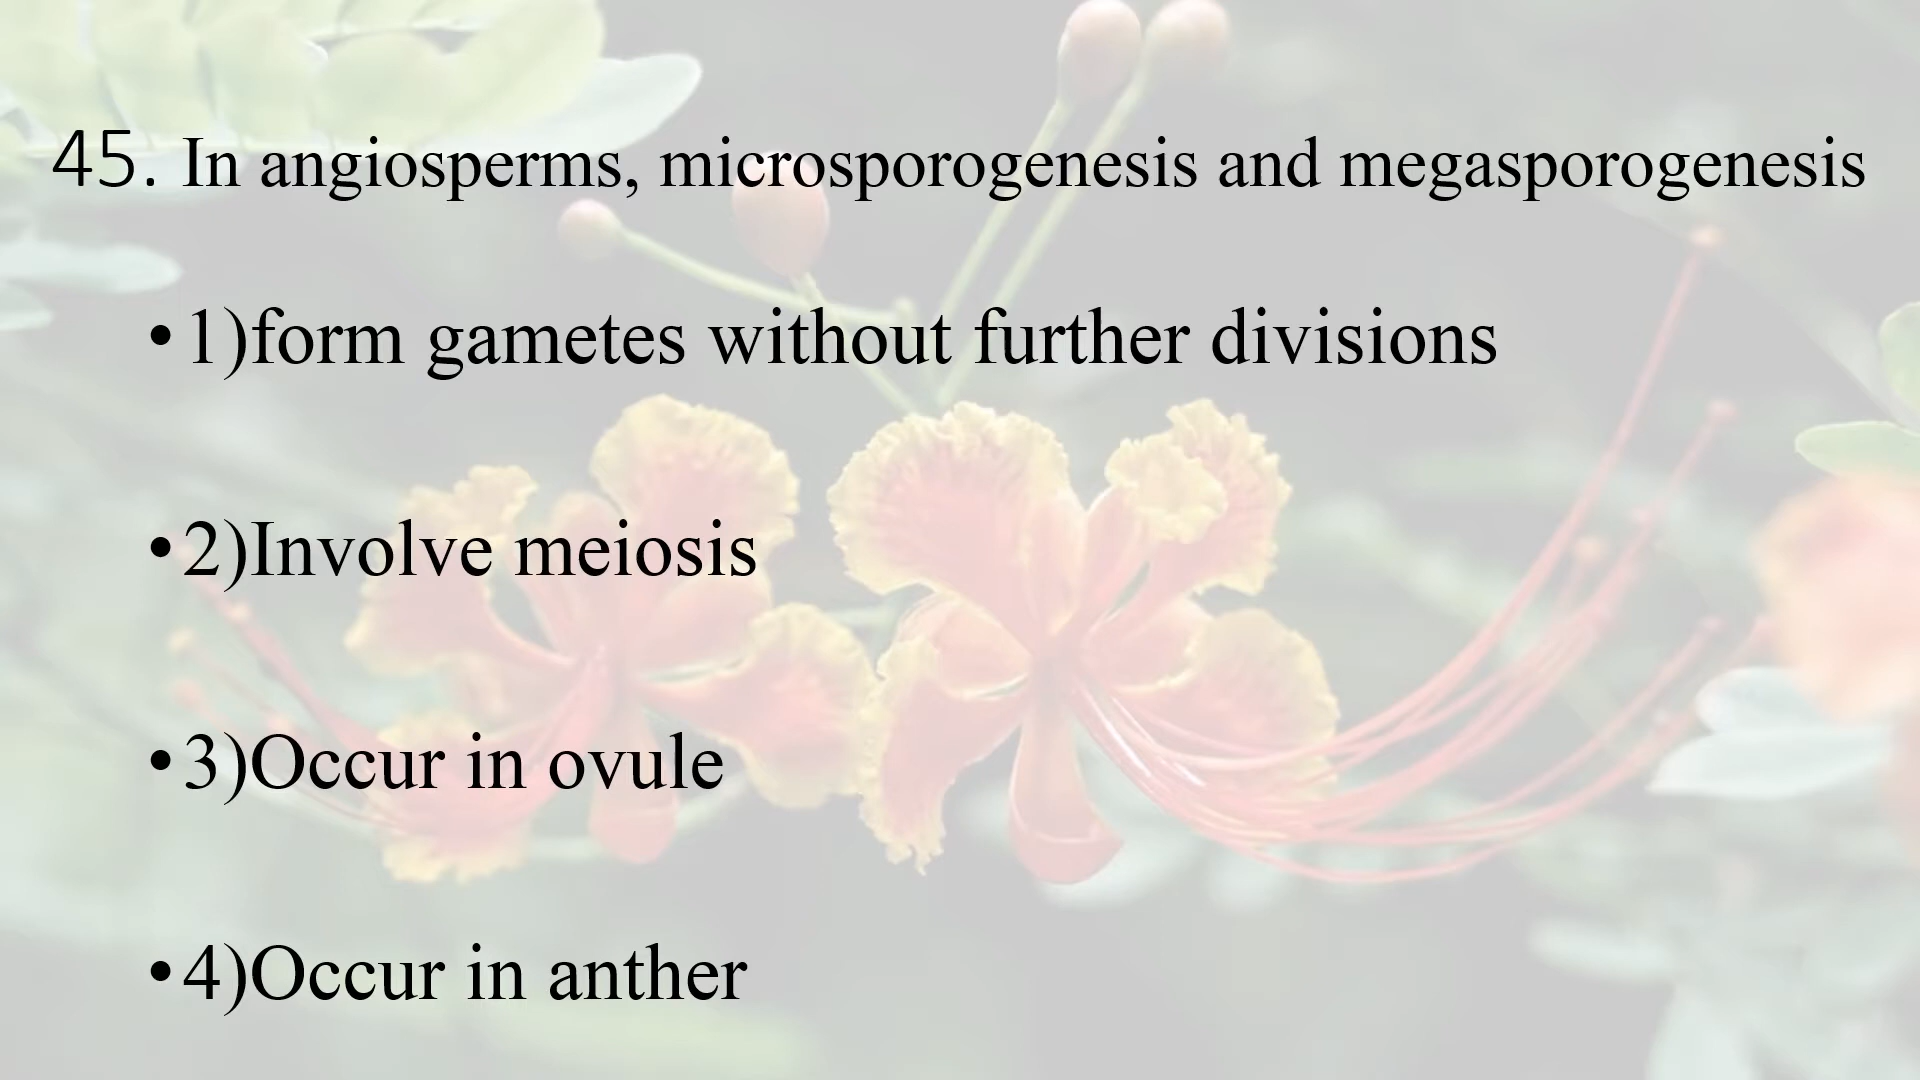 45. In angiosperms, microsporogenesis and megasporogenesis
• 1)form gametes without further divisions
• 2)Involve meiosis
• 3)Occur in ovule
• 4)Occur in anther